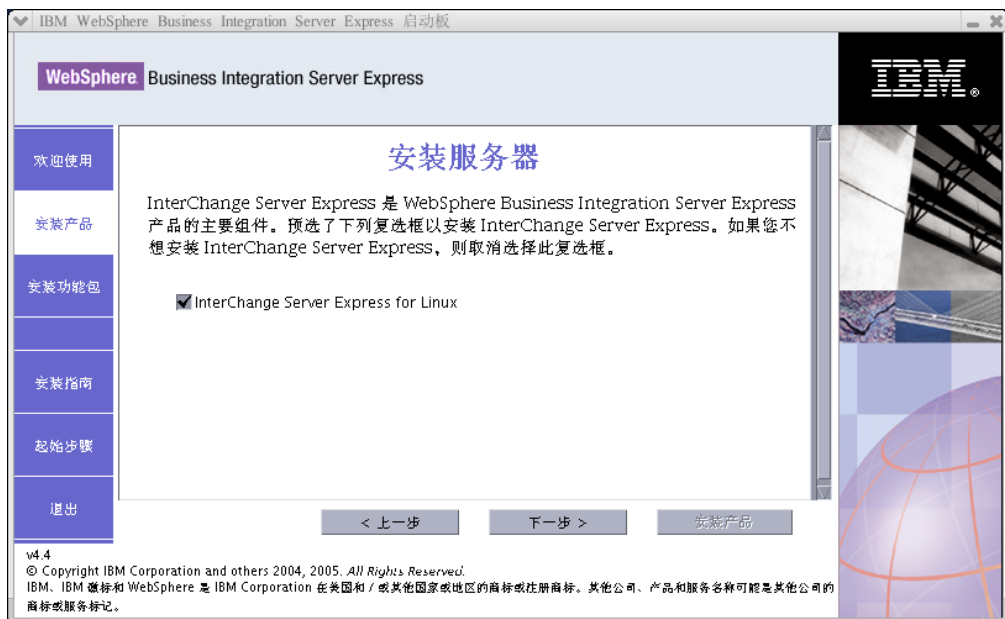 IBM WebSphere Business Integration Server Express 启动板
WebSphere. Business Integration Server Express
IBM®
欢迎使用
安装产品
安装功能包
安装指南
起始步骤
退出
安装服务器
InterChange Server Express 是 WebSphere Business Integration Server Express
产品的主要组件。预选了下列复选框以安装 InterChange Server Express。如果您不
想安装 InterChange Server Express，则取消选择此复选框。
InterChange Server Express for Linux
< 上一步
下一步 >
安装产品
v4.4
© Copyright IBM Corporation and others 2004, 2005. All Rights Reserved.
IBM、IBM 徽标和 WebSphere 是 IBM Corporation 在美国和 / 或其他国家或地区的商标或注册商标。其他公司、产品和服务名称可能是其他公司的
商标或服务标记。